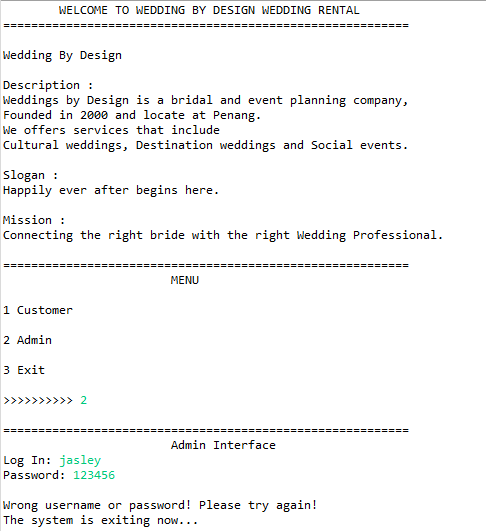 WELCOME TO WEDDING BY DESIGN WEDDING RENTAL
==========================================================
Wedding By Design
Description :
Weddings by Design is a bridal and event planning company,
Founded in 2000 and locate at Penang.
We offers services that include
Cultural weddings, Destination weddings and Social events.
Slogan :
Happily ever after begins here.
Mission :
Connecting the right bride with the right Wedding Professional.
==========================================================
MENU
1 Customer
2 Admin
3 Exit
>>>>>>>>>> 2
==========================================================
Admin Interface
Log In: jasley
Password: 123456
Wrong username or password! Please try again!
The system is exiting now...